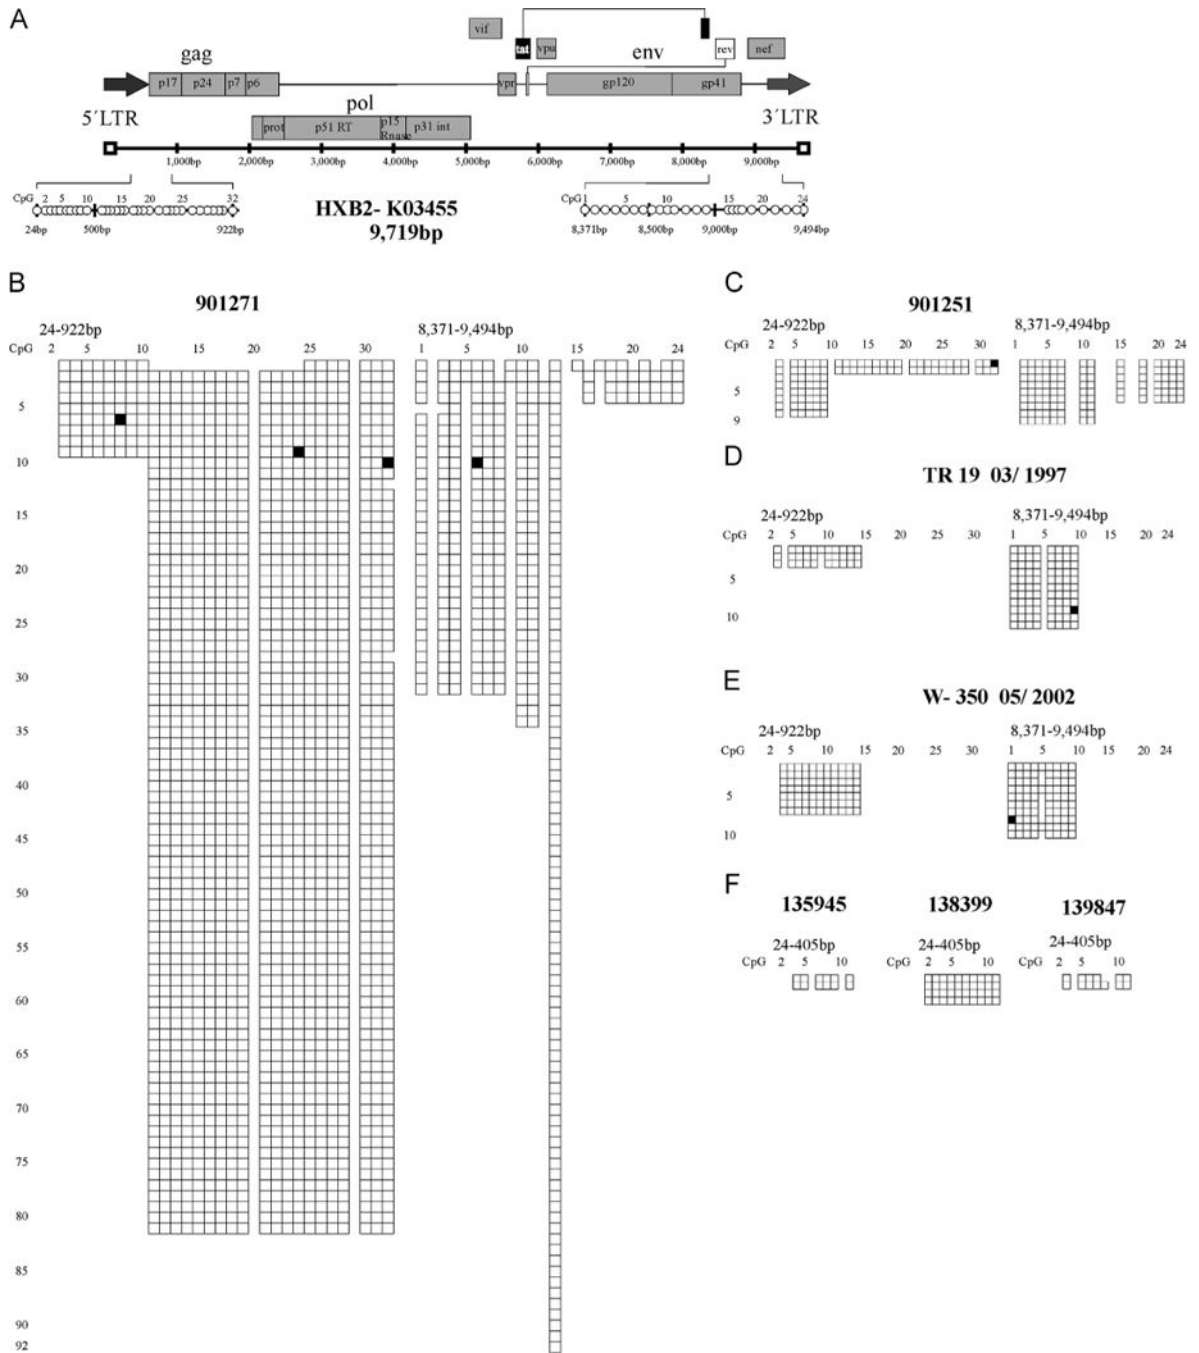 A
vif
tat
vpu
env
rev
nef
gag
p17
p24
p7
p6
vpr
gp120
gp41
5´LTR
pol
3´LTR
prot
p51 RT
p15
Rnase
p31 int
1,000bp 2,000bp 3,000bp 4,000bp 5,000bp 6,000bp 7,000bp 8,000bp 9,000bp
CpG 2 5 10 15 20 25 32
24bp 500bp 922bp
HXB2- K03455
9,719bp
CpG 1 5 10 15 20 24
8,371bp 8,500bp 9,000bp 9,494bp
B
901271
24-922bp 8,371-9,494bp
CpG 2 5 10 15 20 25 30 1 5 10 15 20 24
5
10
15
20
25
30
35
40
45
50
55
60
65
70
75
80
85
90
92
C
901251
24-922bp 8,371-9,494bp
CpG 2 5 10 15 20 25 30 1 5 10 15 20 24
5
9
D
TR 19 03/ 1997
24-922bp 8,371-9,494bp
CpG 2 5 10 15 20 25 30 1 5 10 15 20 24
5
10
E
W- 350 05/ 2002
24-922bp 8,371-9,494bp
CpG 2 5 10 15 20 25 30 1 5 10 15 20 24
5
10
F
135945 138399 139847
24-405bp 24-405bp 24-405bp
CpG 2 5 10 CpG 2 5 10 CpG 2 5 10